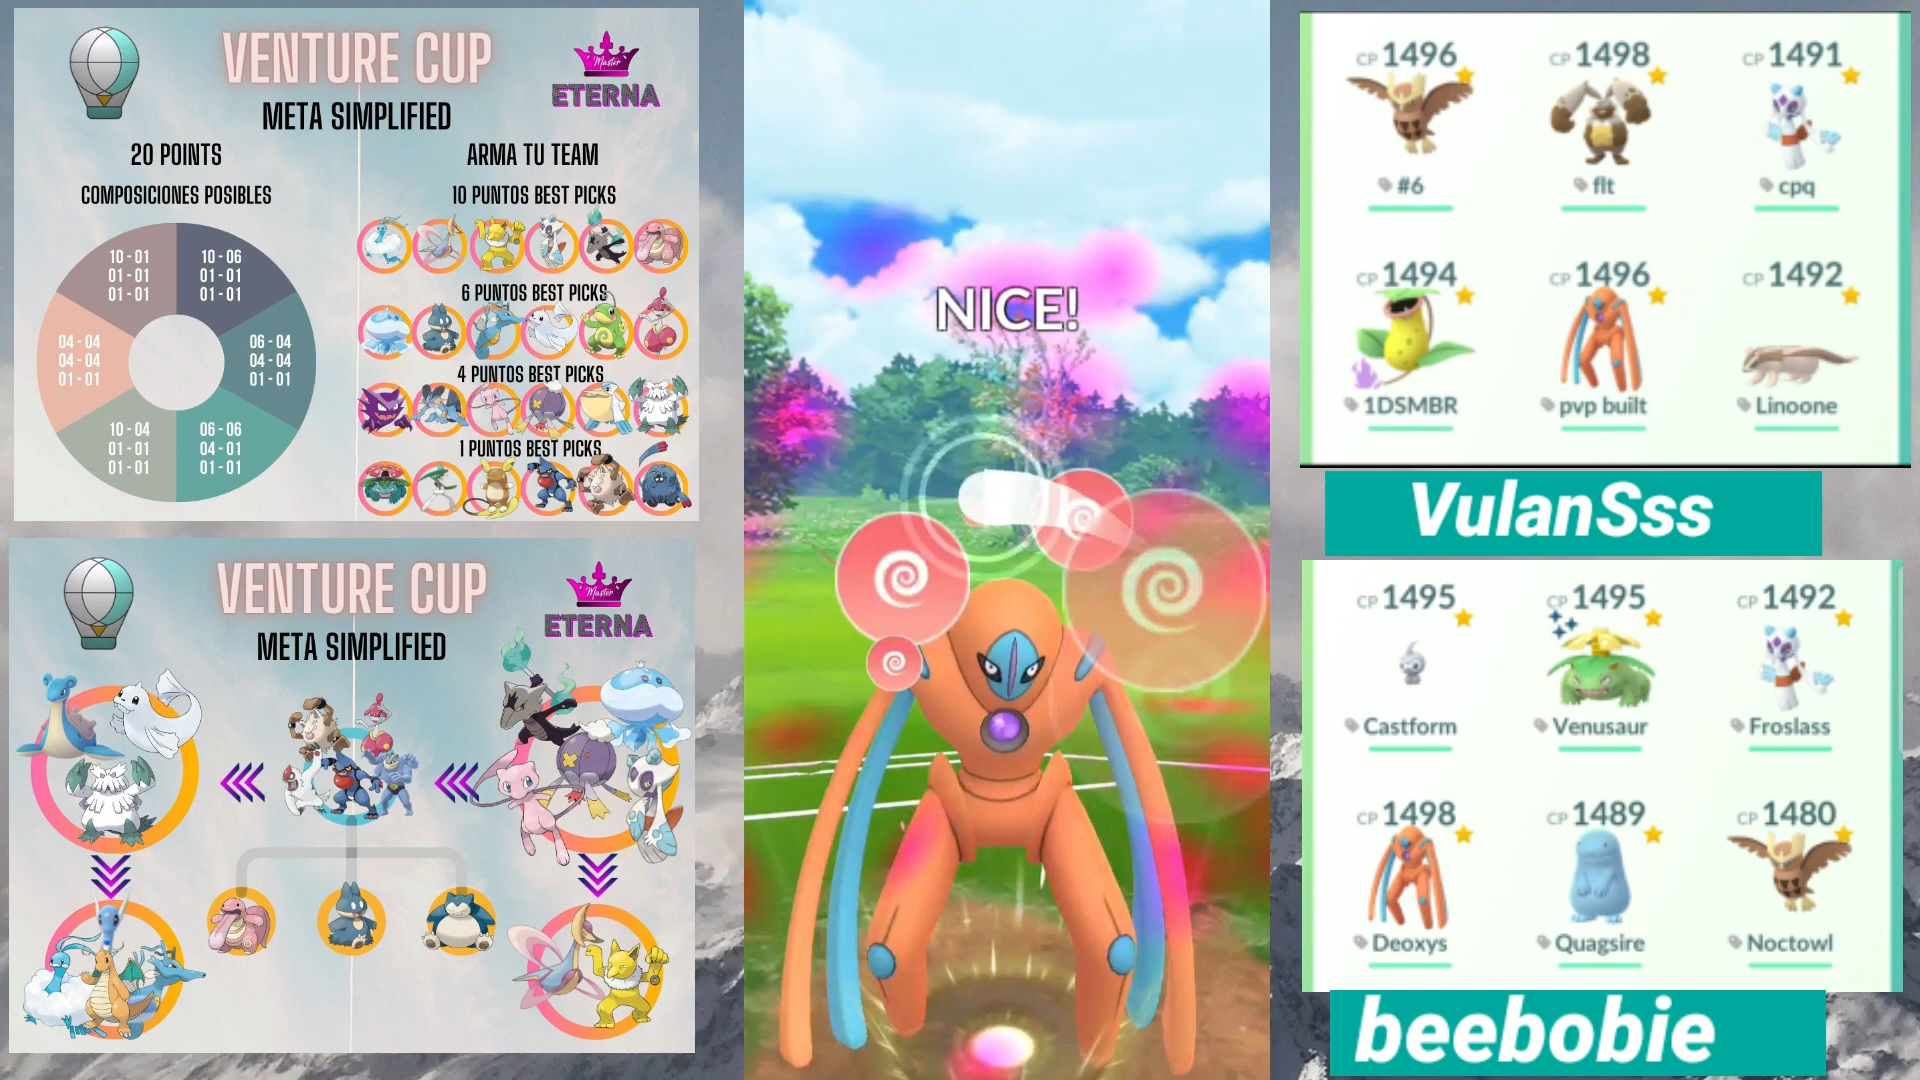 VENTURE CUP
Master
ETERNA
META SIMPLIFIED
20 POINTS
COMPOSICIONES POSIBLES
10 - 01
01 - 01
01 - 01
10 - 06
01 - 01
01 - 01
04 - 04
04 - 04
01 - 01
06 - 04
04 - 04
01 - 01
10 - 04
01 - 01
01 - 01
06 - 06
04 - 01
01 - 01
ARMA TU TEAM
10 PUNTOS BEST PICKS
6 PUNTOS BEST PICKS
4 PUNTOS BEST PICKS
1 PUNTOS BEST PICKS
VENTURE CUP
Master
ETERNA
META SIMPLIFIED
NICE!
CP 1496
CP 1498
CP 1491
#6
flt
cpq
CP 1494
CP 1496
CP 1492
1DSMBR
pvp built
Linoone
VulanSss
CP 1495
CP 1495
CP 1492
Castform
Venusaur
Froslass
CP 1498
CP 1489
CP 1480
Deoxys
Quagsire
Noctowl
beebobie